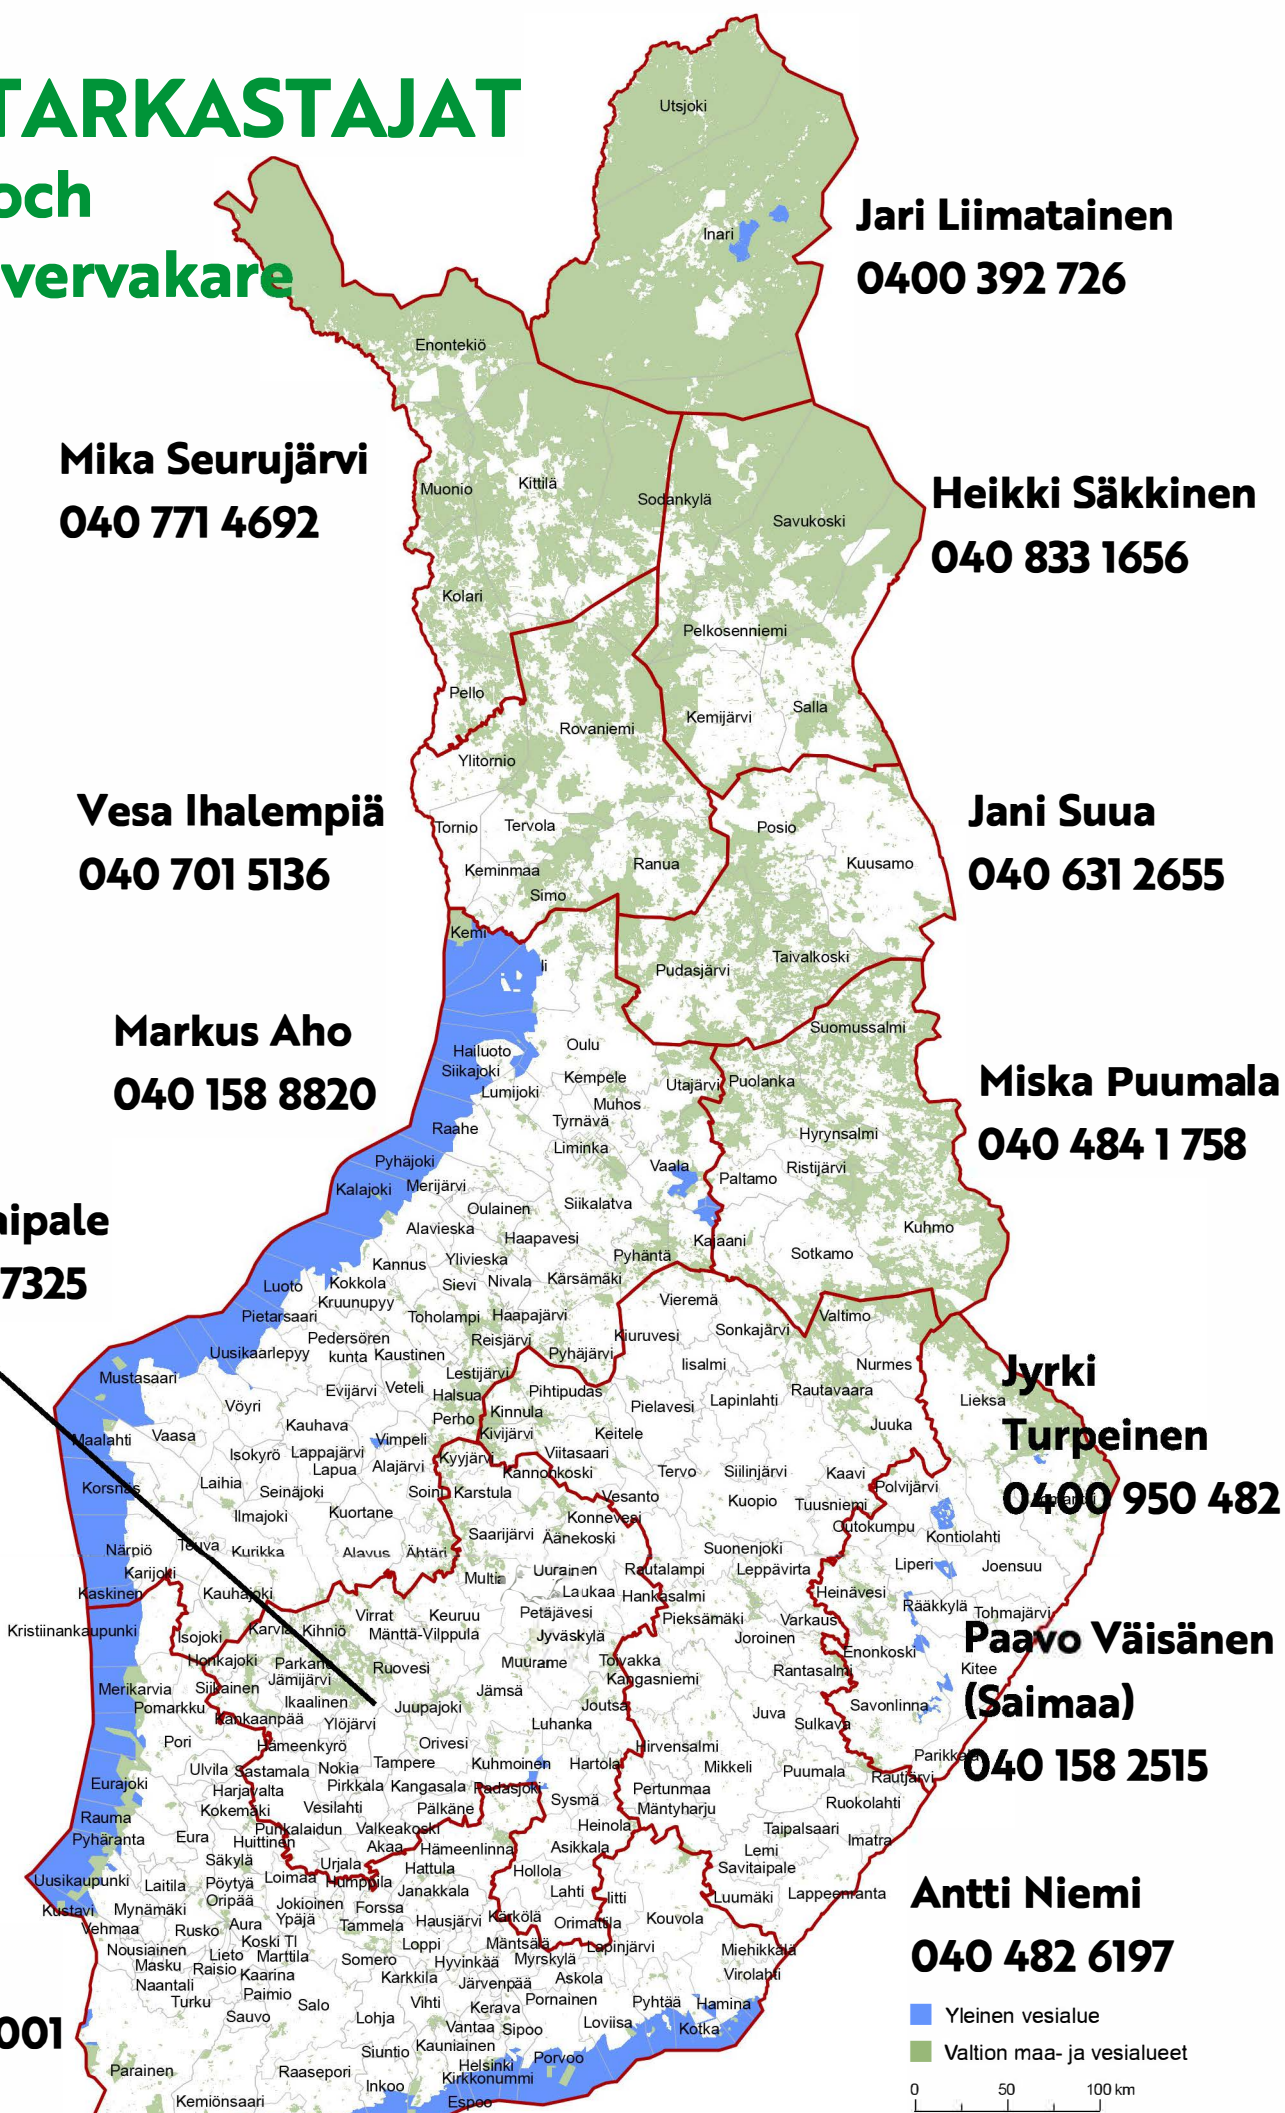 TARKASTAJAT
och
vervakare
Utsjoki
Jari Liimatainen
0400 392 726
Inari
Enontekiö
Mika Seurujärvi
040 771 4692
Muonio
Kittilä
Sodankylä
Savukoski
Heikki Säkkinen
040 833 1656
Kolari
Pelkosenniemi
Pello
Kemijärvi
Salla
Rovaniemi
Ylitornio
Vesa Ihalempiä
040 701 5136
Tornio
Tervola
Posio
Jani Suua
040 631 2655
Keminmaa
Ranua
Kuusamo
Simo
Kemi
Ii
Pudasjärvi
Taivalkoski
Markus Aho
040 158 8820
Suomussalmi
Hailuoto
Oulu
Siikajoki
Kempele
Utajärvi
Puolanka
Lumijoki
Muhos
Miska Puumala
040 484 1 758
Raahe
Tyrnävä
Hyrynsalmi
Liminka
Pyhäjoki
Vaala
Ristijärvi
Kalajoki
Merijärvi
Paltamo
Oulainen
Siikalatva
aipale
7325
Alavieska
Haapavesi
Kajaani
Kuhmo
Kannus
Ylivieska
Pyhäntä
Sotkamo
Luoto
Kokkola
Sievi
Nivala
Kärsämäki
Kruunupyy
Vieremä
Pietarsaari
Toholampi
Haapajärvi
Valtimo
Pedersören
kunta
Kaustinen
Reisjärvi
Kiuruvesi
Sonkajärvi
Uusikaarlepyy
Pyhäjärvi
Iisalmi
Nurmes
Mustasaari
Lestijärvi
Jyrki
Turpeinen
0400 950 482
Evijärvi
Veteli
Halsua
Pihtipudas
Rautavaara
Lieksa
Vöyri
Kinnula
Pielavesi
Lapinlahti
Kauhava
Perho
Kivijärvi
Keitele
Juuka
Maalahti
Vaasa
Vimpeli
Isokyrö
Lappajärvi
Kyyjärvi
Viitasaari
Lapua
Alajärvi
Kannonkoski
Tervo
Siilinjärvi
Kaavi
Korsnäs
Laihia
Seinäjoki
Soini
Karstula
Vesanto
Kuopio
Tuusniemi
Polvijärvi
Ilmajoki
Kuortane
Konnevesi
Outokumpu
Saarijärvi
Äänekoski
Kontiolahti
Närpiö
Teuva
Kurikka
Alavus
Ähtäri
Suonenjoki
Karijoki
Multia
Uurainen
Rautalampi
Leppävirta
Liperi
Joensuu
Kaskinen
Kauhajoki
Laukaa
Hankasalmi
Heinävesi
Virrat
Keuruu
Petäjävesi
Pieksämäki
Varkaus
Rääkkylä
Tohmajärvi
Kristiinankaupunki
Isojoki
Karvia
Kihniö
Mänttä-Vilppula
Jyväskylä
Joroinen
Enonkoski
Paavo Väisänen
(Saimaa)
040 158 2515
Honkajoki
Parkano
Ruovesi
Muurame
Toivakka
Rantasalmi
Kitee
Jämijärvi
Kangasniemi
Merikarvia
Siikainen
Ikaalinen
Jämsä
Pomarkku
Juupajoki
Joutsa
Juva
Savonlinna
Kankaanpää
Ylöjärvi
Luhanka
Sulkava
Pori
Hämeenkyrö
Orivesi
Hirvensalmi
Parikkala
Ulvila
Sastamala
Nokia
Tampere
Kuhmoinen
Hartola
Mikkeli
Puumala
Rautjärvi
Eurajoki
Harjavalta
Pirkkala
Kangasala
Padasjoki
Pertunmaa
Kokemäki
Vesilahti
Pälkäne
Sysmä
Mäntyharju
Ruokolahti
Rauma
Punkalaidun
Valkeakoski
Heinola
Taipalsaari
Pyhäranta
Eura
Huittinen
Akaa
Hämeenlinna
Asikkala
Imatra
Säkylä
Urjala
Hattula
Lemi
Uusikaupunki
Laitila
Pöytyä
Loimaa
Humppila
Hollola
Savitaipale
Oripää
Janakkala
Lahti
Iitti
Luumäki
Lappeenranta
Antti Niemi
040 482 6197
Kustavi
Mynämäki
Jokioinen
Forssa
Vehmaa
Rusko
Aura
Ypäjä
Tammela
Hausjärvi
Kärkölä
Orimattila
Kouvola
Nousiainen
Koski Tl
Loppi
Mäntsälä
Lapinjärvi
Miehikkälä
Masku
Lieto
Marttila
Somero
Hyvinkää
Myrskylä
Raisio
Kaarina
Karkkila
Järvenpää
Askola
Virolahti
Naantali
Paimio
Turku
Salo
Vihti
Kerava
Pornainen
Pyhtää
Hamina
Sauvo
Lohja
Vantaa
Sipoo
Loviisa
Kotka
001
Siuntio
Kauniainen
Parainen
Raasepori
Helsinki
Porvoo
Inkoo
Kirkkonummi
Kemiönsaari
Espoo
Yleinen vesialue
Valtion maa- ja vesialueet
0 50 100 km